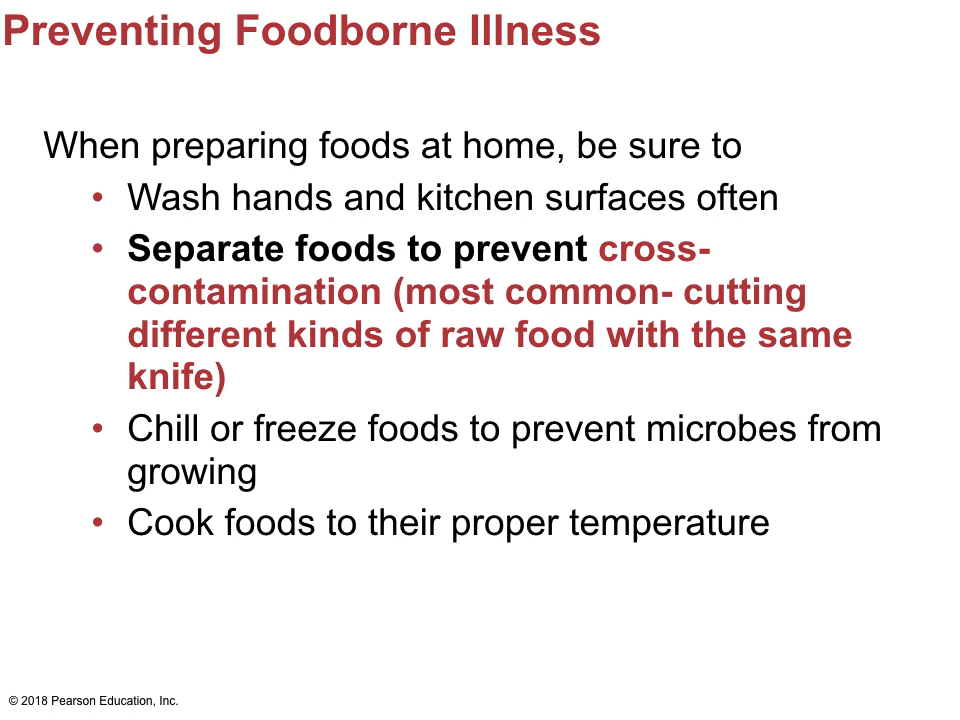 Preventing Foodborne Illness
When preparing foods at home, be sure to
• Wash hands and kitchen surfaces often
• Separate foods to prevent cross-
contamination (most common- cutting
different kinds of raw food with the same
knife)
• Chill or freeze foods to prevent microbes from
growing
• Cook foods to their proper temperature
© 2018 Pearson Education, Inc.